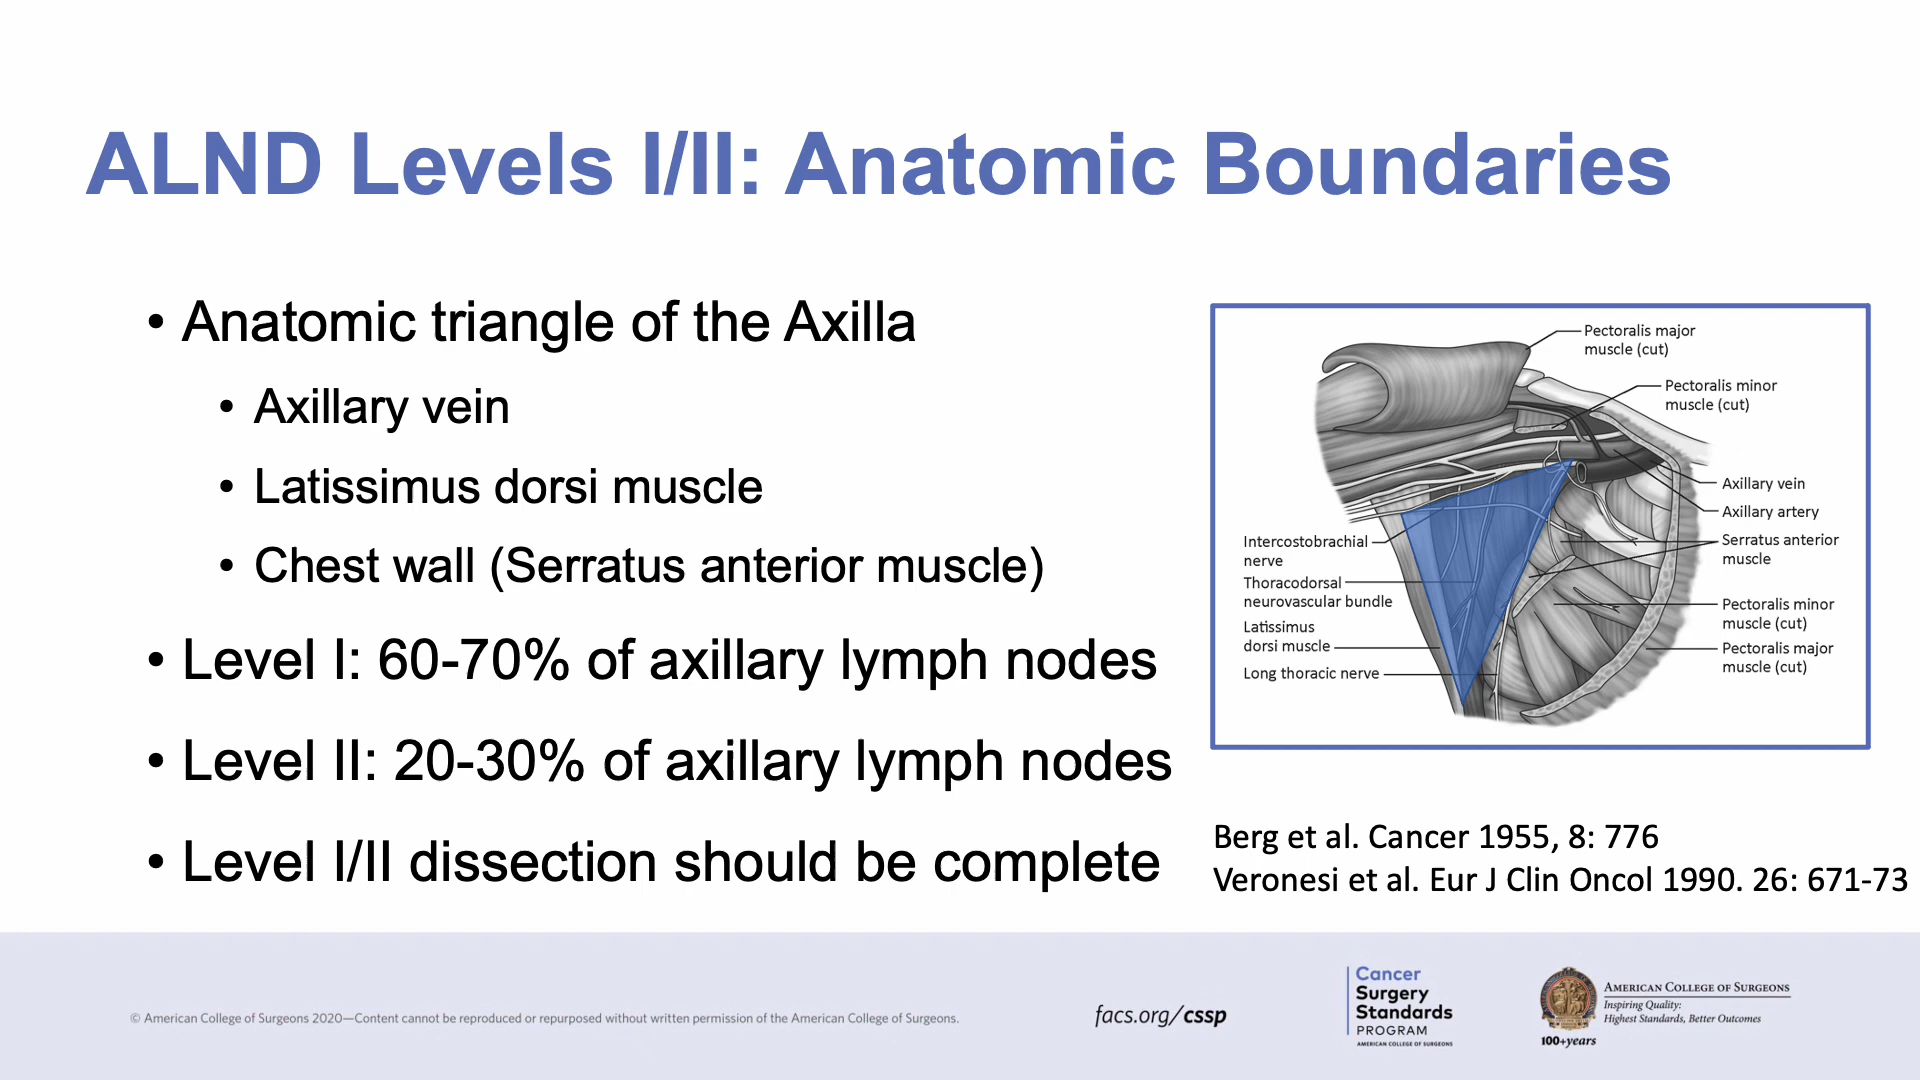 ALND Levels I/II: Anatomic Boundaries
• Anatomic triangle of the Axilla
• Axillary vein
• Latissimus dorsi muscle
• Chest wall (Serratus anterior muscle)
• Level I: 60-70% of axillary lymph nodes
• Level II: 20-30% of axillary lymph nodes
• Level I/II dissection should be complete
Pectoralis major
muscle (cut)
Pectoralis minor
muscle (cut)
Axillary vein
Axillary artery
Serratus anterior
muscle
Pectoralis minor
muscle (cut)
Pectoralis major
muscle (cut)
Intercostobrachial
nerve
Thoracodorsal
neurovascular bundle
Latissimus
dorsi muscle
Long thoracic nerve
Berg et al. Cancer 1955, 8: 776
Veronesi et al. Eur J Clin Oncol 1990. 26: 671-73
© American College of Surgeons 2020—Content cannot be reproduced or repurposed without written permission of the American College of Surgeons.
facs.org/cssp
Cancer
Surgery
Standards
PROGRAM
AMERICAN COLLEGE OF SURGEONS
100+years
AMERICAN COLLEGE OF SURGEONS
Inspiring Quality:
Highest Standards, Better Outcomes